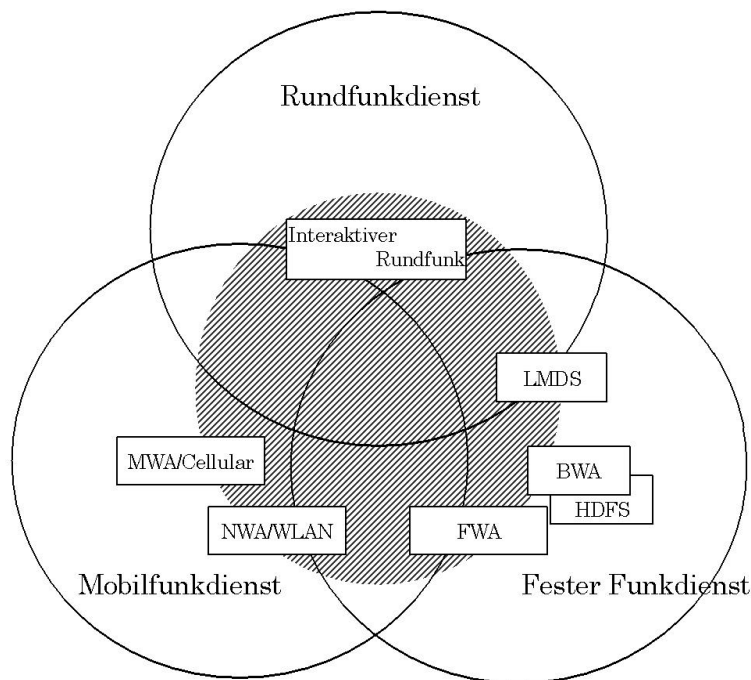 Rundfunkdienst
Interaktiver
Rundfunk
LMDS
MWA/Cellular
BWA
HDFS
NWA/WLAN
FWA
Mobilfunkdienst
Fester Funkdienst